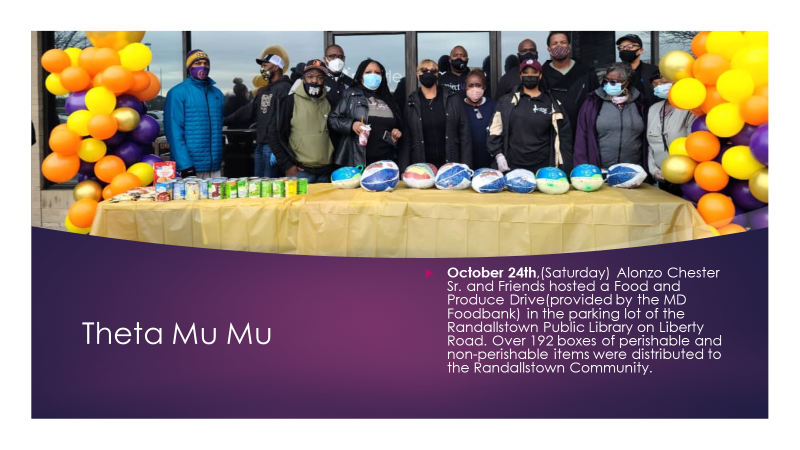 Theta Mu Mu
October 24th,(Saturday) Alonzo Chester
Sr. and Friends hosted a Food and
Produce Drive(provided by the MD
Foodbank) in the parking lot of the
Randallstown Public Library on Liberty
Road. Over 192 boxes of perishable and
non-perishable items were distributed to
the Randallstown Community.